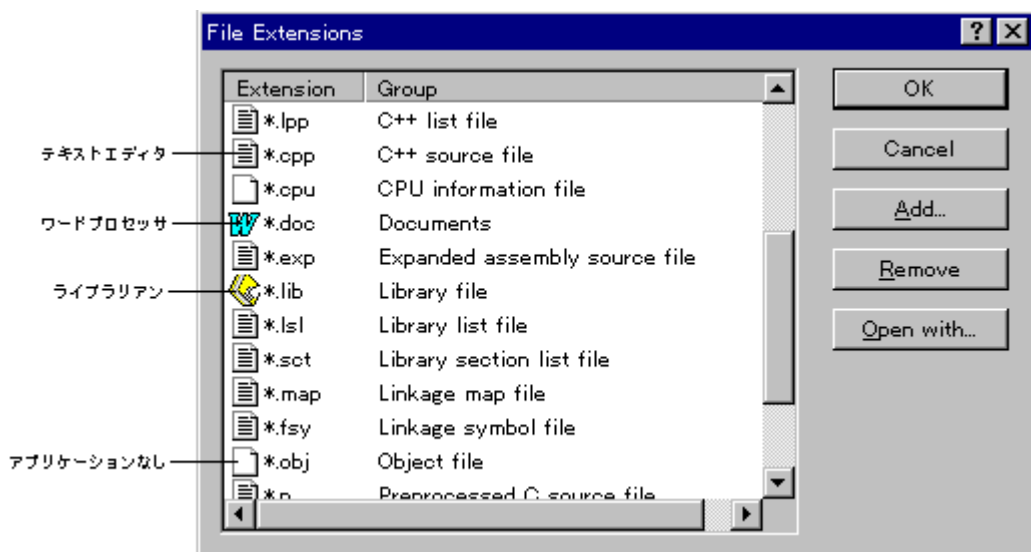 File Extensions
Extension Group
*.lpp C++ list file
テキストエディタ *.cpp C++ source file
*.cpu CPU information file
ワードプロセッサ *.doc Documents
*.exp Expanded assembly source file
ライブラリアン *.lib Library file
*.lsl Library list file
*.sct Library section list file
*.map Linkage map file
*.fsy Linkage symbol file
アプリケーションなし *.obj Object file
*.p Preprocessed C source file
OK
Cancel
Add...
Remove
Open with...